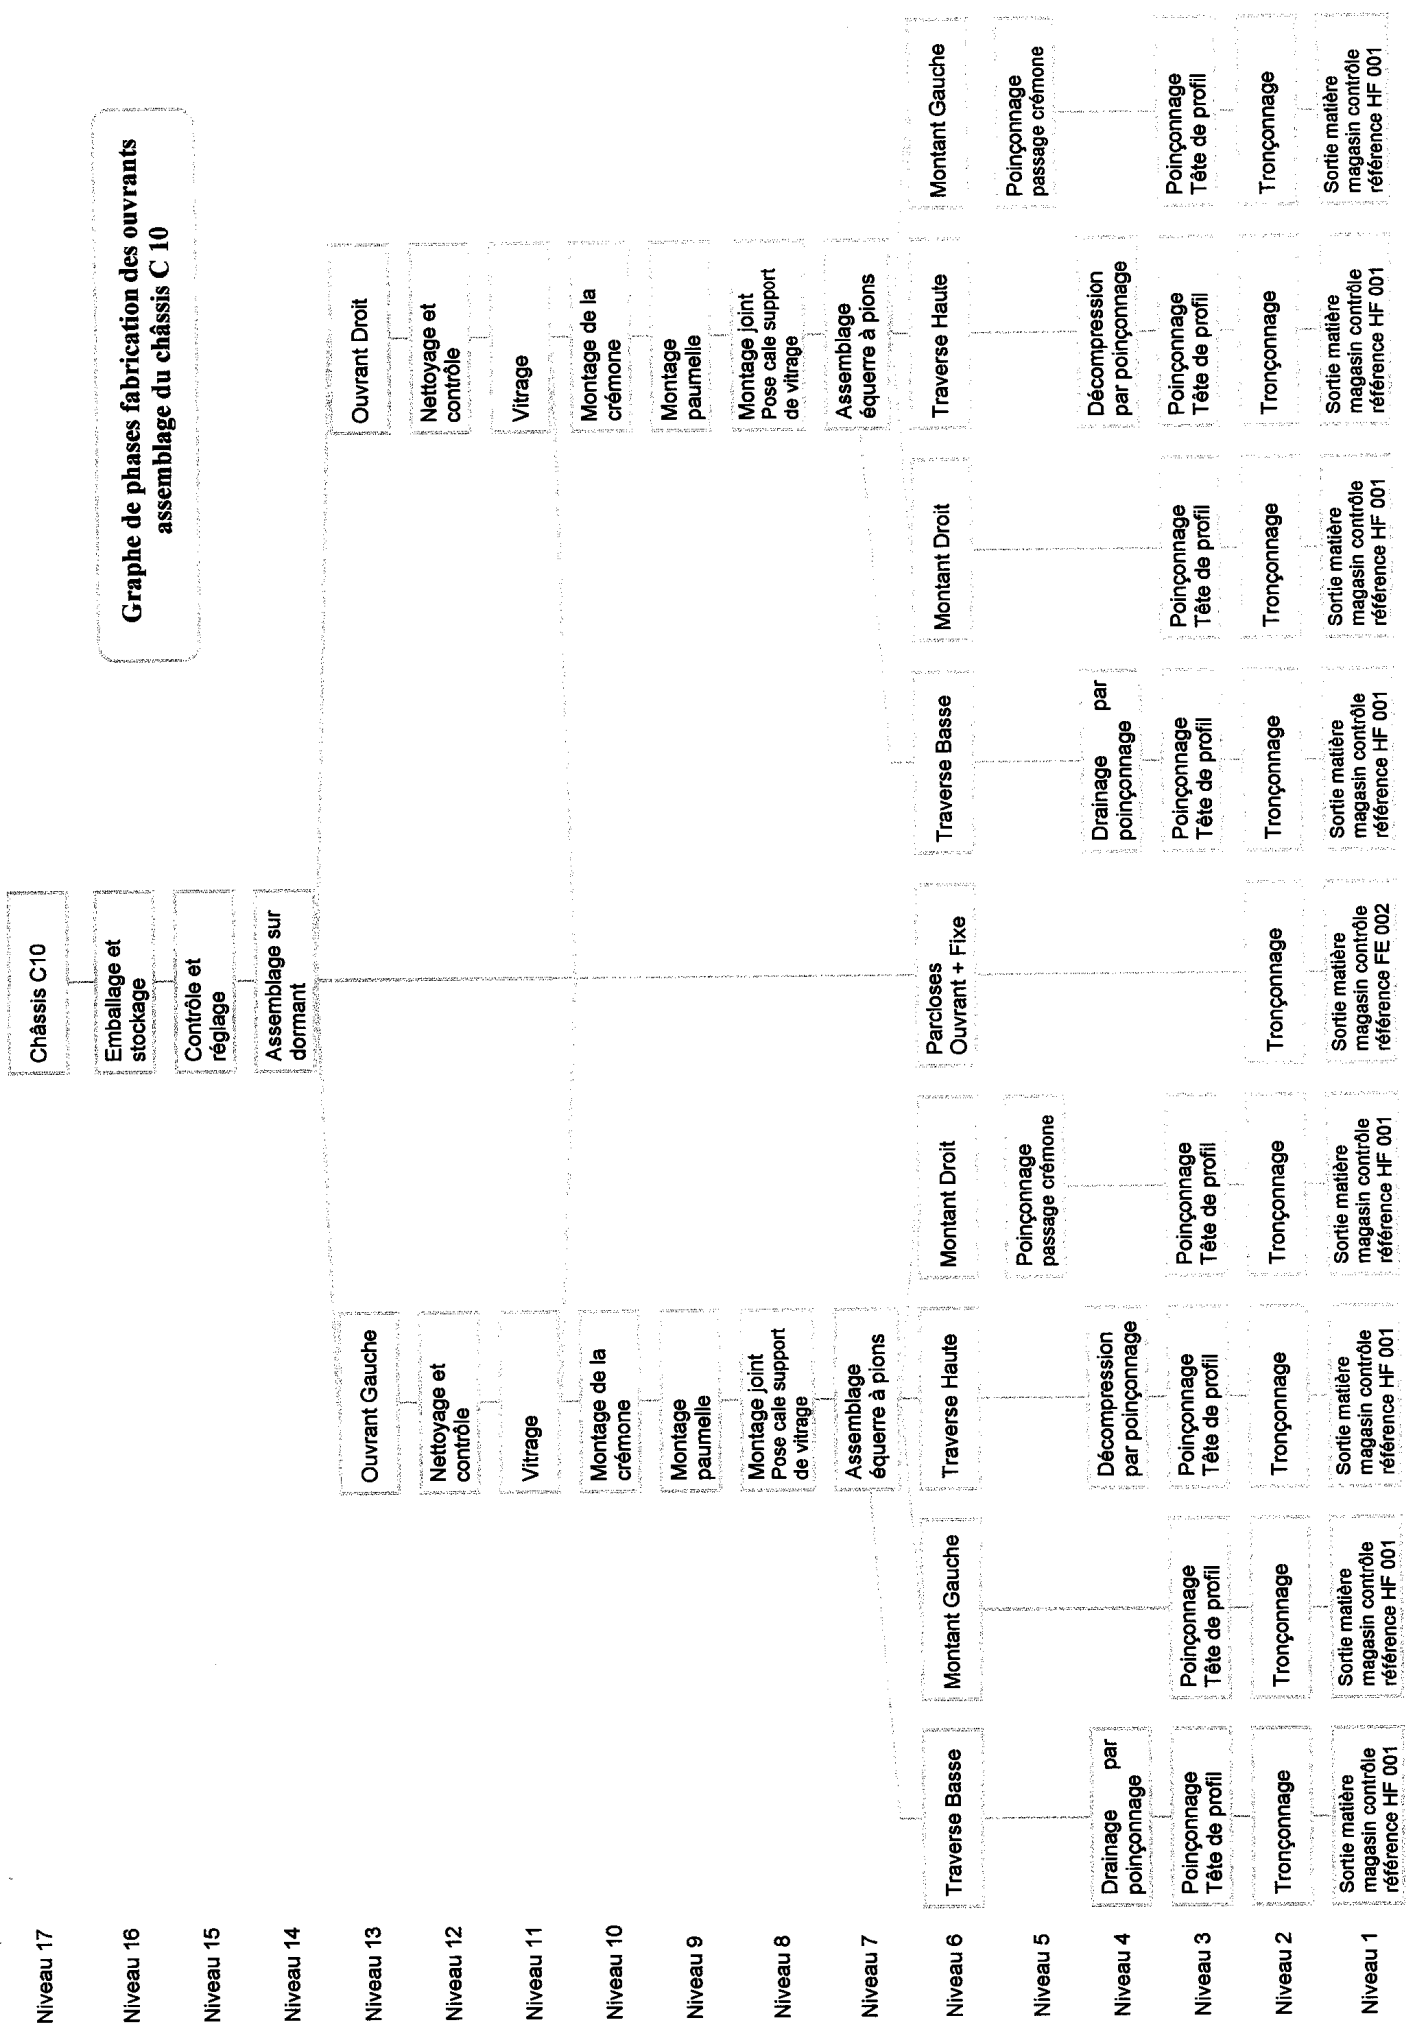 Graphe de phases fabrication des ouvrants
assemblage du châssis C 10
Niveau 17
Châssis C10
Niveau 16
Emballage et
stockage
Niveau 15
Contrôle et
réglage
Niveau 14
Assemblage sur
dormant
Niveau 13
Ouvrant Gauche
Ouvrant Droit
Niveau 12
Nettoyage et
contrôle
Nettoyage et
contrôle
Niveau 11
Vitrage
Vitrage
Niveau 10
Montage de la
crémone
Montage de la
crémone
Niveau 9
Montage
paumelle
Montage
paumelle
Niveau 8
Montage joint
Pose cale support
de vitrage
Montage joint
Pose cale support
de vitrage
Niveau 7
Assemblage
équerre à pions
Assemblage
équerre à pions
Niveau 6
Traverse Basse
Montant Gauche
Traverse Haute
Montant Droit
Parcloses
Ouvrant + Fixe
Traverse Basse
Montant Droit
Traverse Haute
Montant Gauche
Niveau 5
Poinçonnage
passage crémone
Poinçonnage
passage crémone
Niveau 4
Drainage par
poinçonnage
Décompression
par poinçonnage
Drainage par
poinçonnage
Décompression
par poinçonnage
Niveau 3
Poinçonnage
Tête de profil
Poinçonnage
Tête de profil
Poinçonnage
Tête de profil
Poinçonnage
Tête de profil
Poinçonnage
Tête de profil
Poinçonnage
Tête de profil
Poinçonnage
Tête de profil
Poinçonnage
Tête de profil
Niveau 2
Tronçonnage
Tronçonnage
Tronçonnage
Tronçonnage
Tronçonnage
Tronçonnage
Tronçonnage
Tronçonnage
Tronçonnage
Niveau 1
Sortie matière
magasin contrôle
référence HF 001
Sortie matière
magasin contrôle
référence HF 001
Sortie matière
magasin contrôle
référence HF 001
Sortie matière
magasin contrôle
référence HF 001
Sortie matière
magasin contrôle
référence FE 002
Sortie matière
magasin contrôle
référence HF 001
Sortie matière
magasin contrôle
référence HF 001
Sortie matière
magasin contrôle
référence HF 001
Sortie matière
magasin contrôle
référence HF 001